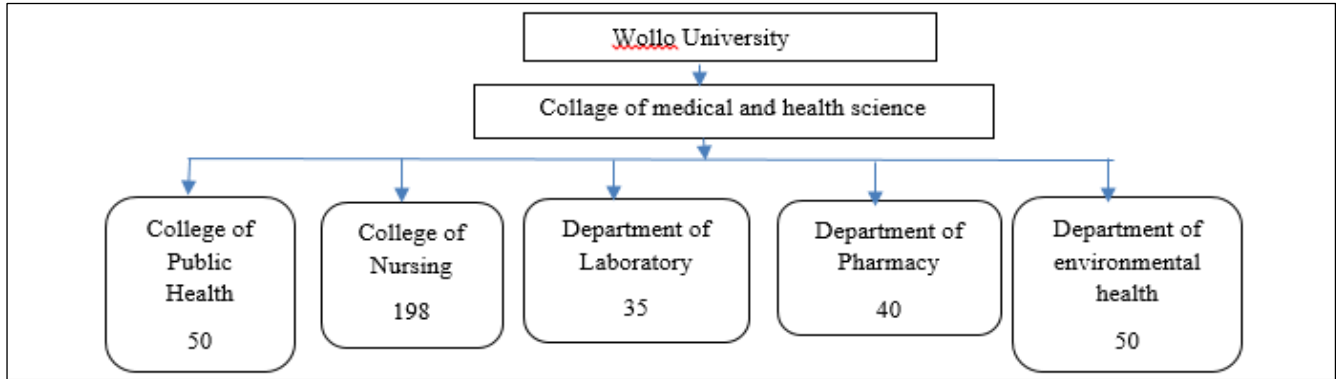 Wollo University
Collage of medical and health science
College of
Public
Health
50
College of
Nursing
198
Department of
Laboratory
35
Department of
Pharmacy
40
Department of
environmental
health
50